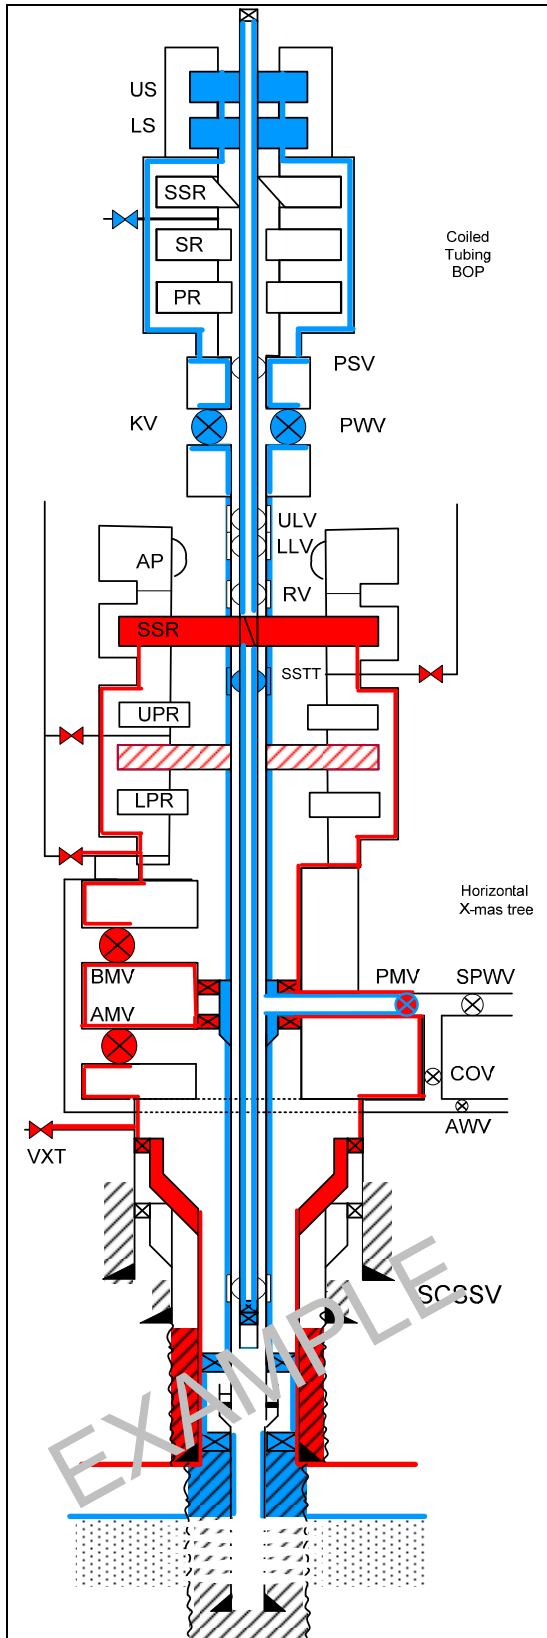 US
LS
SSR
SR
PR
Coiled
Tubing
BOP
PSV
KV
PWV
ULV
LLV
AP
RV
SSR
SSTT
UPR
LPR
Horizontal
X-mas tree
BMV
PMV
SPWV
AMV
COV
AWV
VXT
SCSSV
EXAMPLE